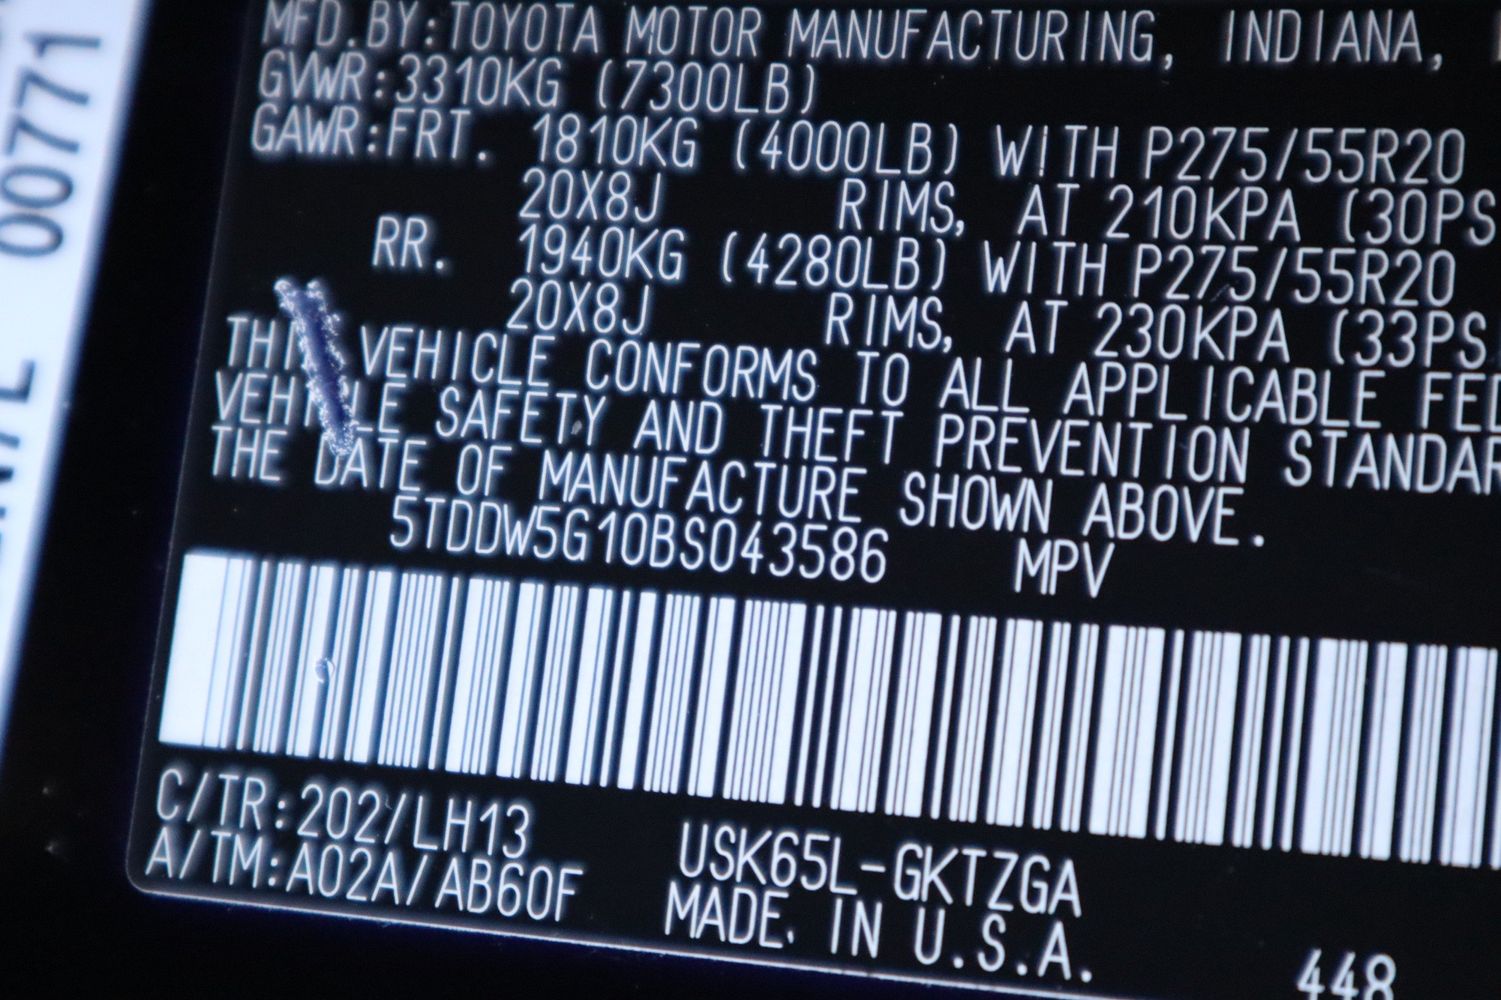 MFD.BY:TOYOTA MOTOR MANUFACTURING, INDIANA,
GVWR:3310KG (7300LB)
GAWR:FRT. 1810KG (4000LB) WITH P275/55R20
20X8J RIMS, AT 210KPA (30PS
RR. 1940KG (4280LB) WITH P275/55R20
20X8J RIMS, AT 230KPA (33PS
THIS VEHICLE CONFORMS TO ALL APPLICABLE FED
VEHICLE SAFETY AND THEFT PREVENTION STANDAR
THE DATE OF MANUFACTURE SHOWN ABOVE.
5TDDW5G10BS043586 MPV
C/TR:202/LH13
A/TM:A02A/AB60F
USK65L-GKTZGA
MADE IN U.S.A.
448
00771